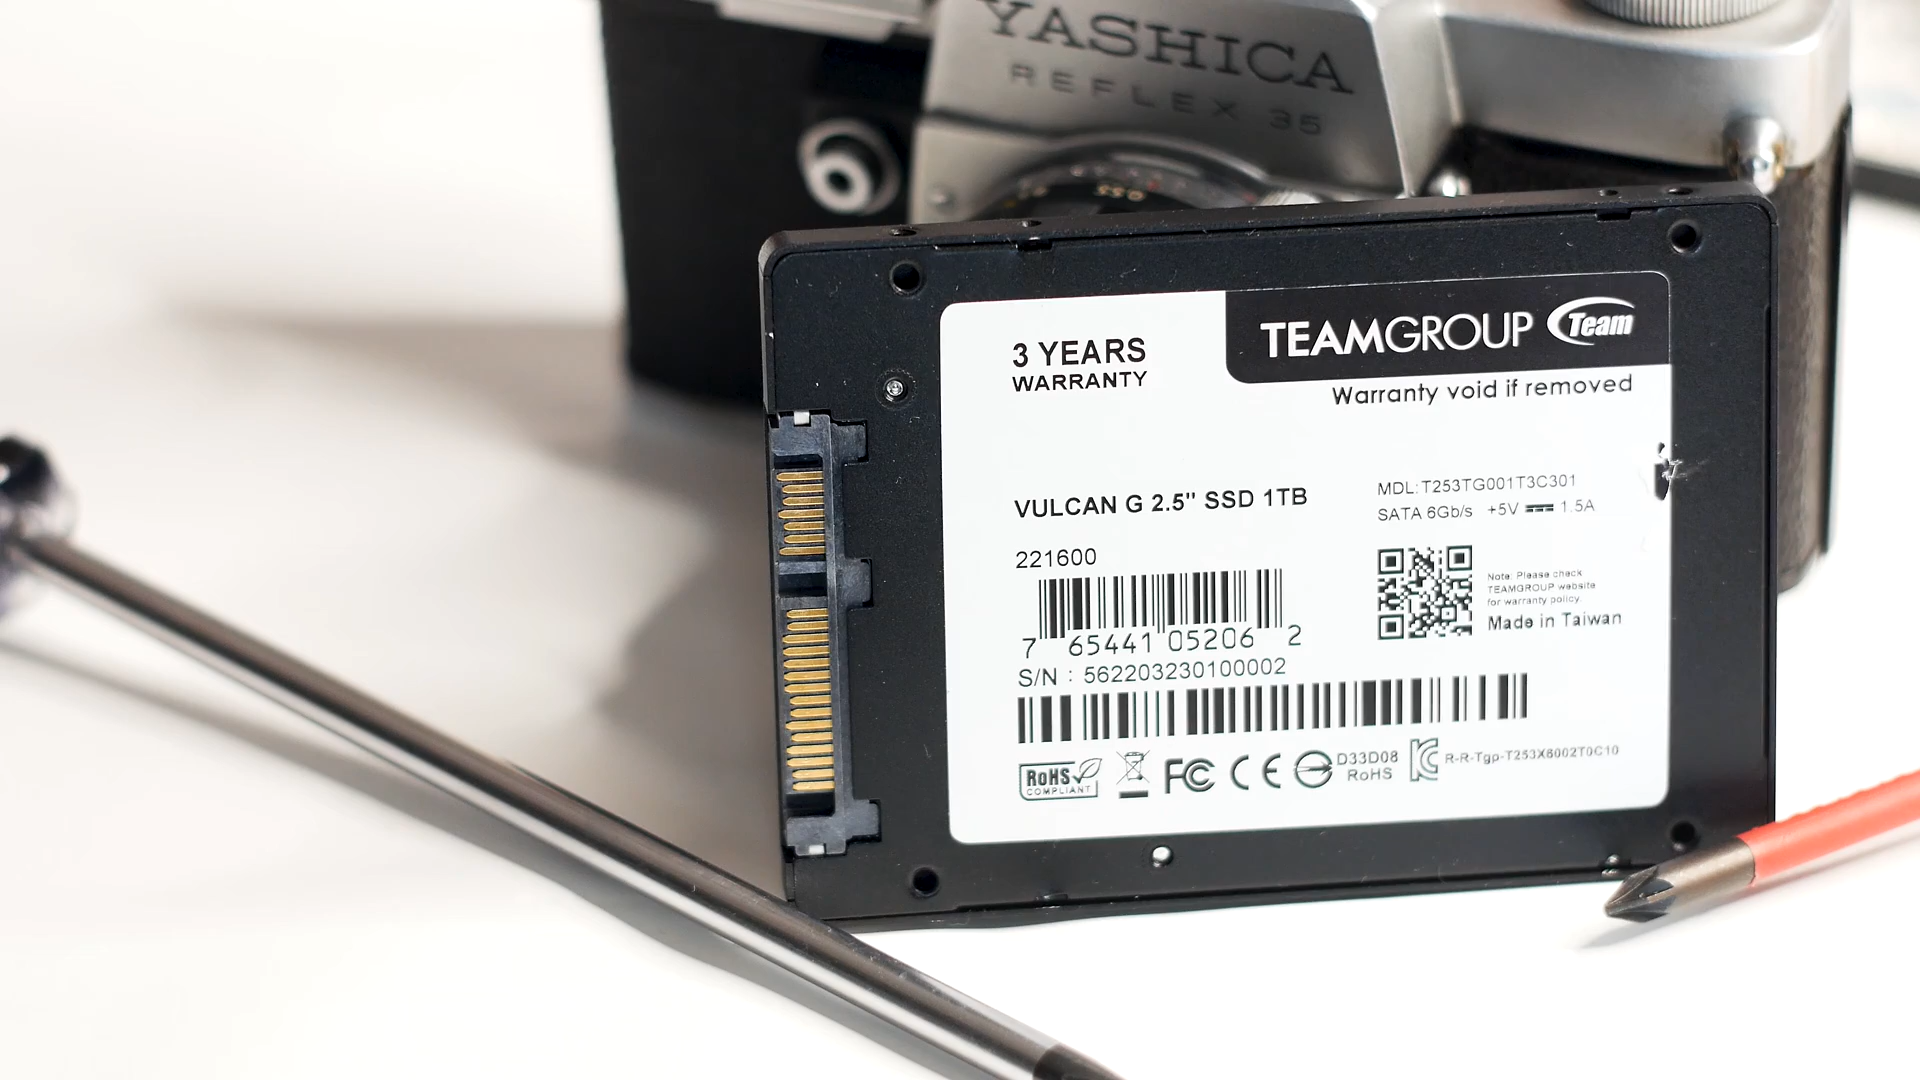 YASHICA
REFLEX 35
3 YEARS
WARRANTY
TEAMGROUP Team
Warranty void if removed
VULCAN G 2.5" SSD 1TB
MDL:T253TG001T3C301
SATA 6Gb/s +5V 1.5A
221600
7 65441 05206 2
Note: Please check
TEAMGROUP website
for warranty policy.
Made in Taiwan
S/N : 562203230100002
RoHS
COMPLIANT
FC CE
D33D08
RoHS
R-R-Tgp-T253X6002T0C10